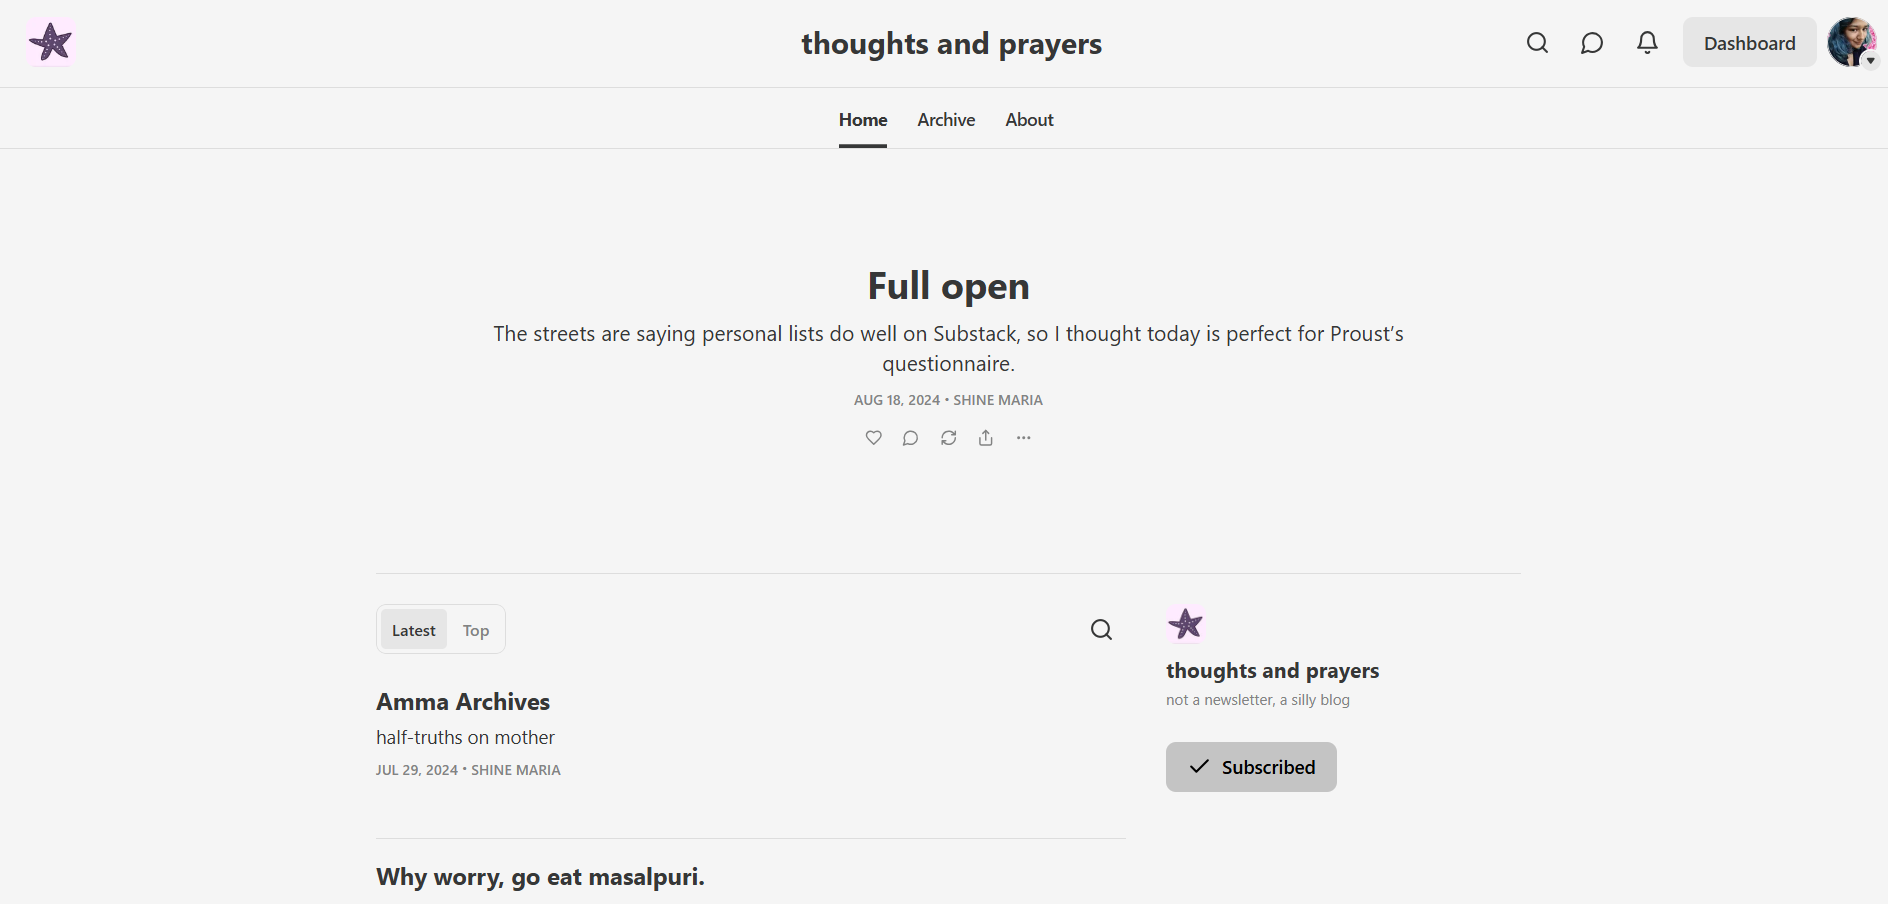 thoughts and prayers
Dashboard
Home
Archive
About
Full open
The streets are saying personal lists do well on Substack, so I thought today is perfect for Proust’s
questionnaire.
AUG 18, 2024 • SHINE MARIA
Latest
Top
Amma Archives
half-truths on mother
JUL 29, 2024 • SHINE MARIA
Why worry, go eat masalpuri.
thoughts and prayers
not a newsletter, a silly blog
Subscribed